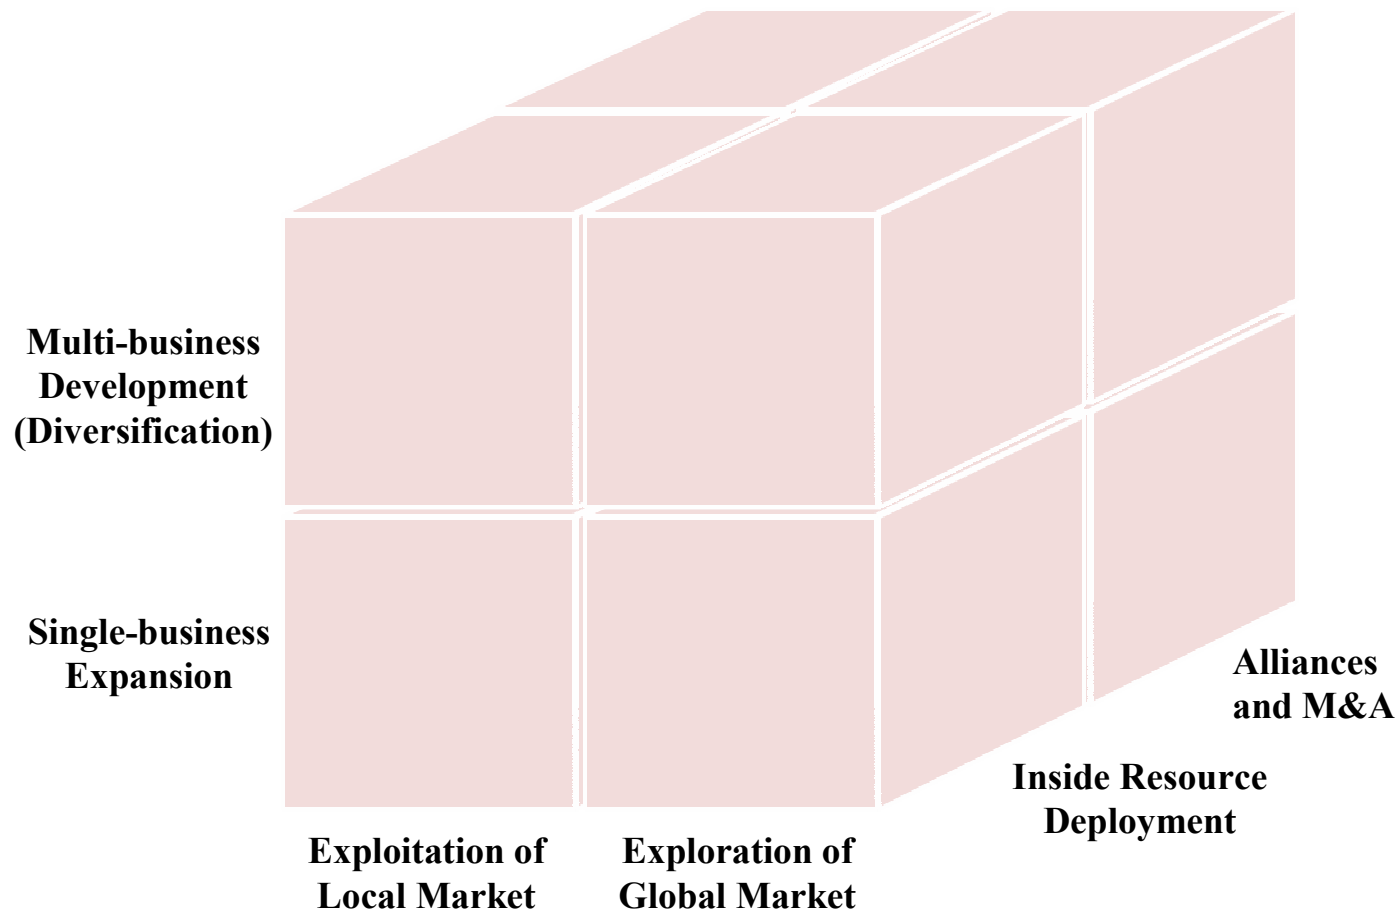 Multi-business
Development
(Diversification)
Single-business
Expansion
Alliances
and M&A
Inside Resource
Deployment
Exploitation of
Local Market
Exploration of
Global Market